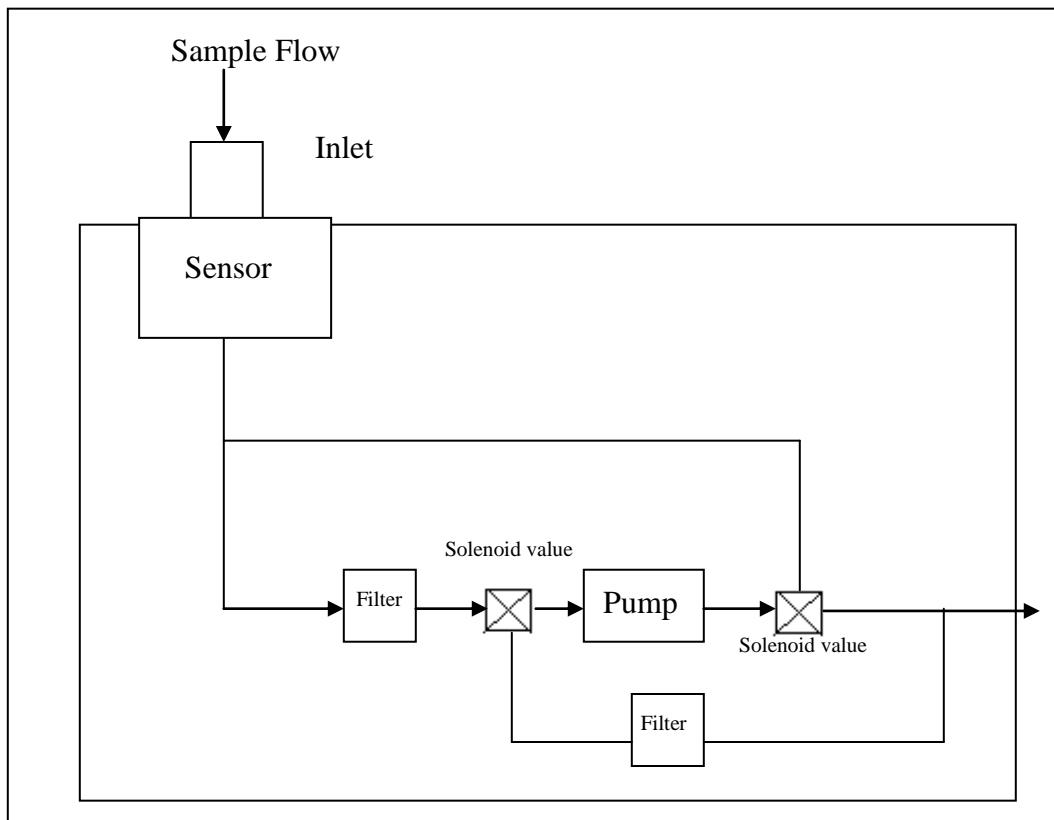 Sample Flow
Inlet
Sensor
Solenoid value
Filter
Pump
Solenoid value
Filter